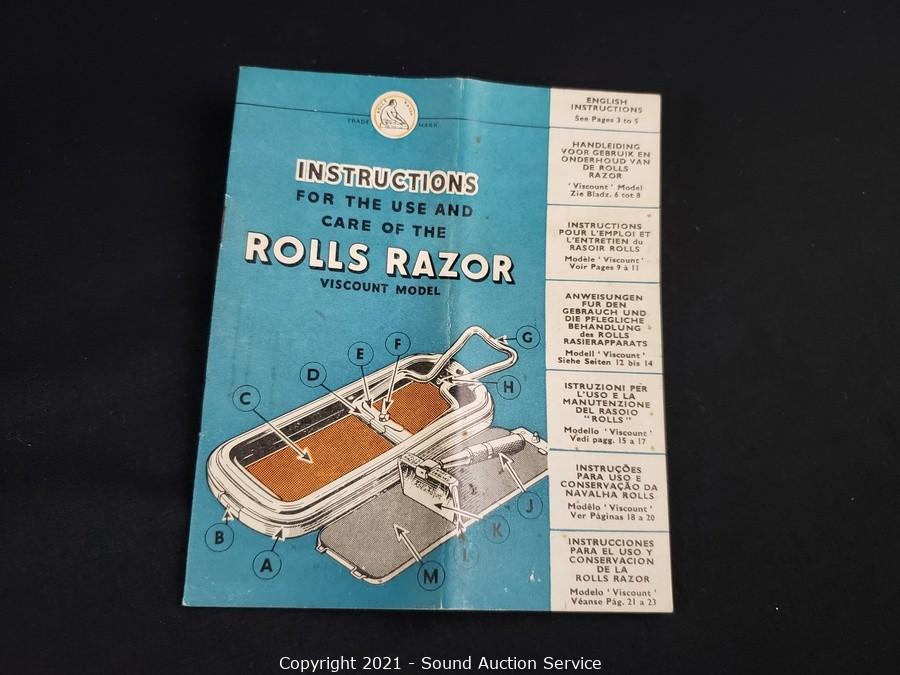 TRADE MARK
INSTRUCTIONS
FOR THE USE AND
CARE OF THE
ROLLS RAZOR
VISCOUNT MODEL
G
F
E
D
H
C
J
K
B
L
A
M
ENGLISH
INSTRUCTIONS
See Pages 3 to 5
HANDLEIDING
VOOR GEBRUIK EN
ONDERHOUD VAN
DE ROLLS
RAZOR
'Viscount' Model
Zie Bladz. 6 tot 8
INSTRUCTIONS
POUR L'EMPLOI ET
L'ENTRETIEN du
RASOIR ROLLS
Modèle 'Viscount'
Voir Pages 9 à 11
ANWEISUNGEN
FUR DEN
GEBRAUCH UND
DIE PFLEGLICHE
BEHANDLUNG
des ROLLS
RASIERAPPARATS
Modell 'Viscount'
Siehe Seiten 12 bis 14
ISTRUZIONI PER
L'USO E LA
MANUTENZIONE
DEL RASOIO
"ROLLS"
Modello 'Viscount'
Vedi pagg. 15 a 17
INSTRUÇÕES
PARA USO E
CONSERVAÇÃO DA
NAVALHA ROLLS
Modêlo 'Viscount'
Ver Páginas 18 a 20
INSTRUCCIONES
PARA EL USO Y
CONSERVACION
DE LA
ROLLS RAZOR
Modelo 'Viscount'
Véanse Pág. 21 a 23
Copyright 2021 - Sound Auction Service